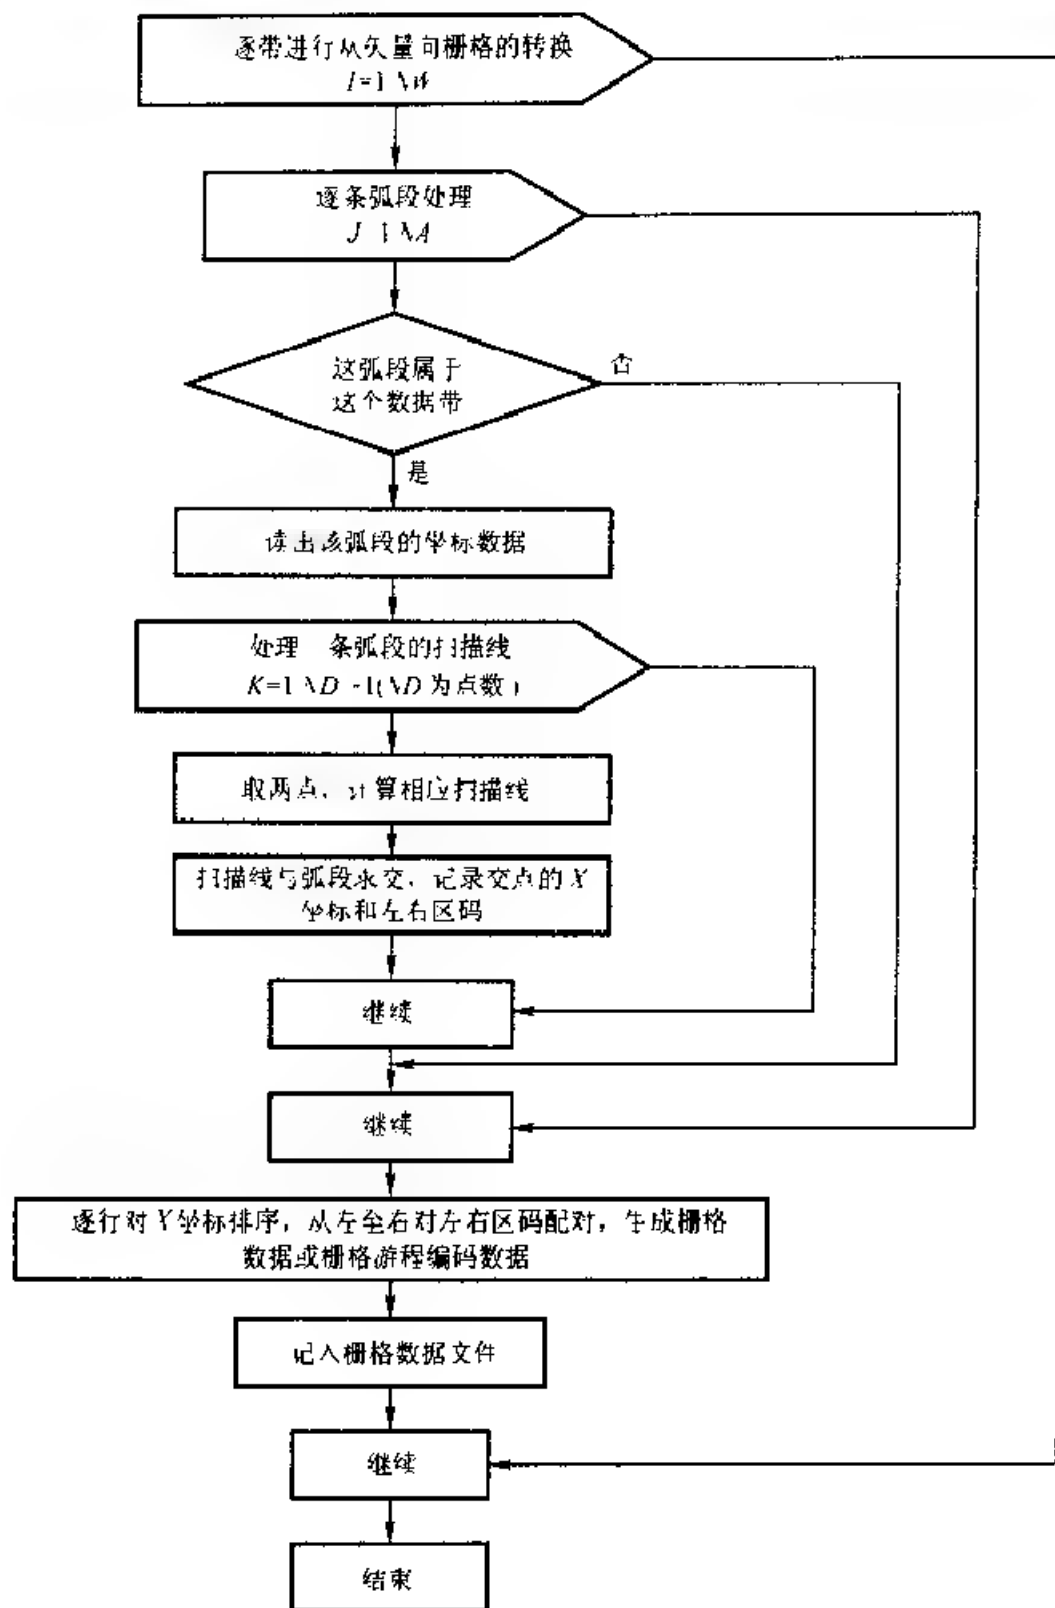 逐带进行从矢量向栅格的转换
I=1
逐条弧段处理
J
这弧段属于
这个数据带
否
是
读出该弧段的坐标数据
处理一条弧段的扫描线
K=1 ND-1(ND为点数)
取两点，计算相应扫描线
扫描线与弧段求交，记录交点的X
坐标和左右区码
继续
继续
逐行对X坐标排序，从左至右对左右区码配对，生成栅格
数据或栅格游程编码数据
记入栅格数据文件
继续
结束